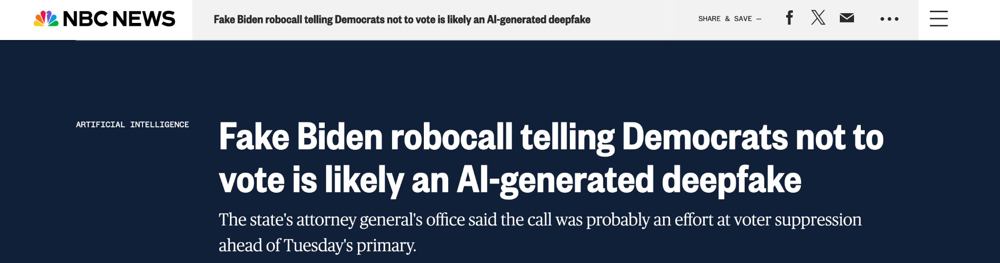 NBC NEWS
Fake Biden robocall telling Democrats not to vote is likely an AI-generated deepfake
SHARE & SAVE —
ARTIFICIAL INTELLIGENCE
Fake Biden robocall telling Democrats not to
vote is likely an AI-generated deepfake
The state's attorney general's office said the call was probably an effort at voter suppression
ahead of Tuesday's primary.